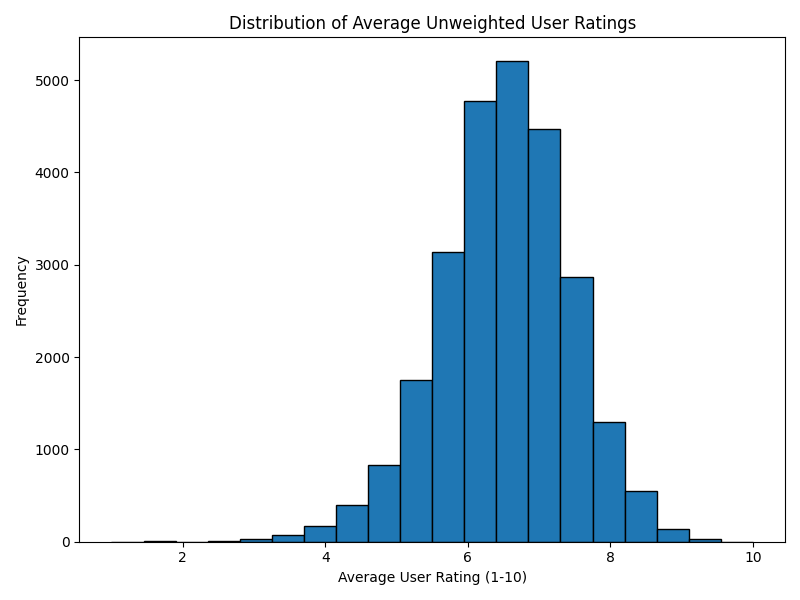 Distribution of Average Unweighted User Ratings
5000
4000
3000
2000
1000
0
Frequency
2 4 6 8 10
Average User Rating (1-10)